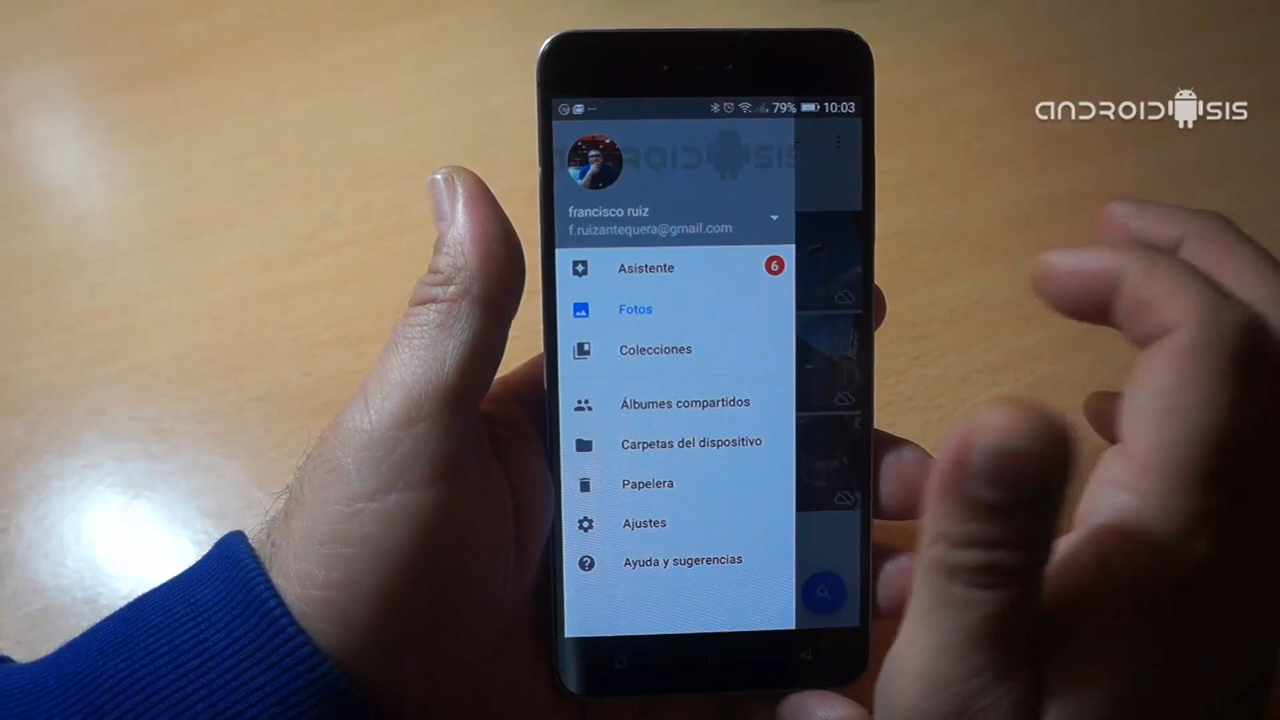 ANDROIDSIS
79% 10:03
francisco ruiz
f.ruizantequera@gmail.com
Asistente 6
Fotos
Colecciones
Álbumes compartidos
Carpetas del dispositivo
Papelera
Ajustes
Ayuda y sugerencias